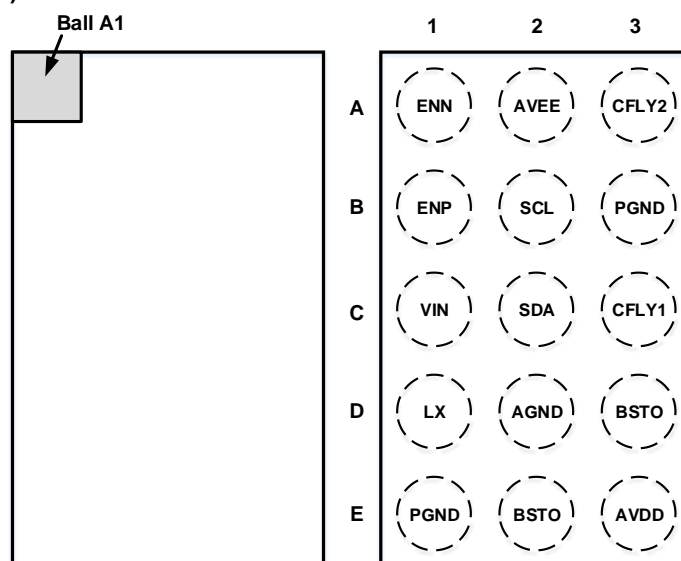 )
Ball A1
1 2 3
A ENN AVEE CFLY2
B ENP SCL PGND
C VIN SDA CFLY1
D LX AGND BSTO
E PGND BSTO AVDD